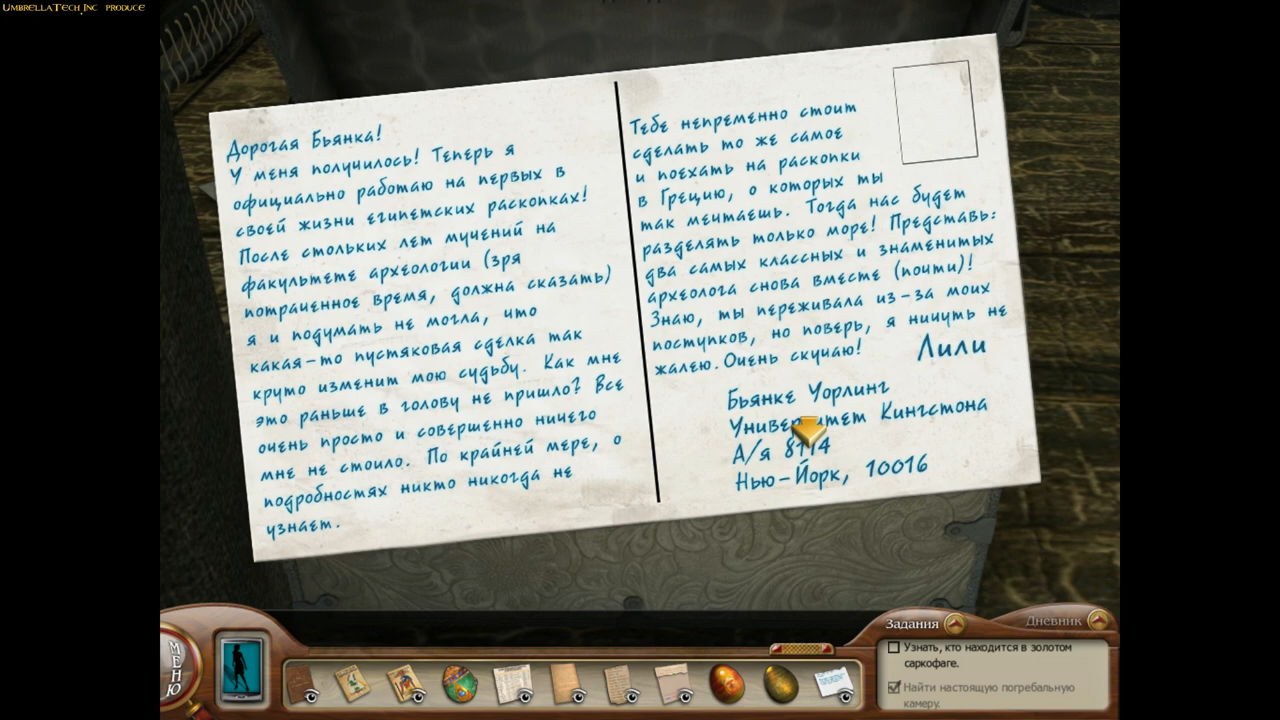 UmbrellaTech.Inc produce
Дорогая Бьянка!
У меня получилось! Теперь я
официально работаю на первых в
своей жизни египетских раскопках!
После стольких лет мучений на
факультете археологии (зря
потраченное время, должна сказать)
я и подумать не могла, что
какая-то пустяковая сделка так
круто изменит мою судьбу. Как мне
это раньше в голову не пришло? Все
очень просто и совершенно ничего
мне не стоило. По крайней мере, о
подробностях никто никогда не
узнает.
Тебе непременно стоит
сделать то же самое
и поехать на раскопки
в Грецию, о которых ты
так мечтаешь. Тогда нас будет
разделять только море! Представь:
два самых классных и знаменитых
археолога снова вместе (почти)!
Знаю, ты переживала из-за моих
поступков, но поверь, я ничуть не
жалею. Очень скучаю!
Лили
Бьянке Уорлинг
Университет Кингстона
А/я 8114
Нью-Йорк, 10016
МЕНЮ
Задания
Дневник
Узнать, кто находится в золотом
саркофаге.
Найти настоящую погребальную
камеру.